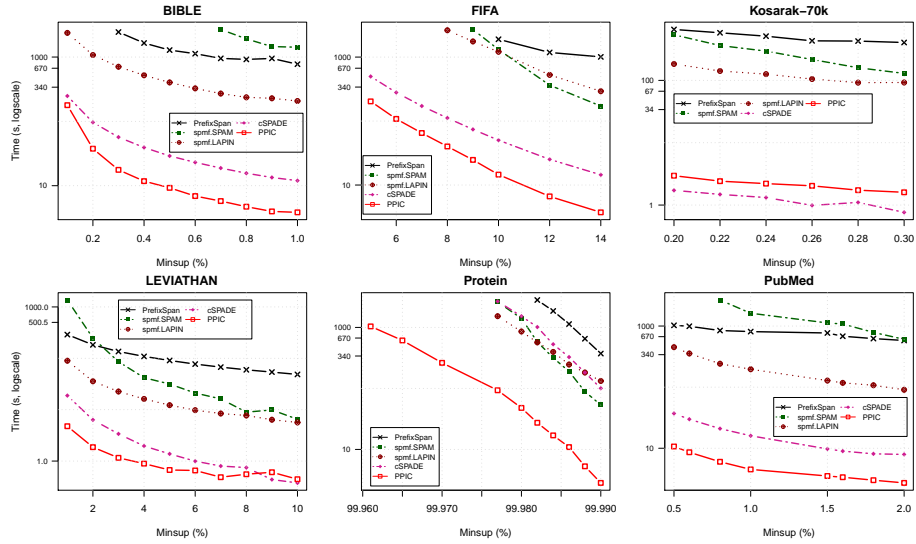 BIBLE
Time (s, logscale)
1000
670
340
10
PrefixSpan
spmf.SPAM
spmf.LAPIN
cSPADE
PPIC
0.2 0.4 0.6 0.8 1.0
Minsup (%)
FIFA
1000
670
340
10
PrefixSpan
spmf.SPAM
spmf.LAPIN
cSPADE
PPIC
6 8 10 12 14
Minsup (%)
Kosarak−70k
100
67
34
1
PrefixSpan
spmf.SPAM
spmf.LAPIN
cSPADE
PPIC
0.20 0.22 0.24 0.26 0.28 0.30
Minsup (%)
LEVIATHAN
Time (s, logscale)
1000.0
500.5
1.0
PrefixSpan
spmf.SPAM
spmf.LAPIN
cSPADE
PPIC
2 4 6 8 10
Minsup (%)
Protein
1000
670
340
10
PrefixSpan
spmf.SPAM
spmf.LAPIN
cSPADE
PPIC
99.960 99.970 99.980 99.990
Minsup (%)
PubMed
1000
670
340
10
PrefixSpan
spmf.SPAM
spmf.LAPIN
cSPADE
PPIC
0.5 1.0 1.5 2.0
Minsup (%)